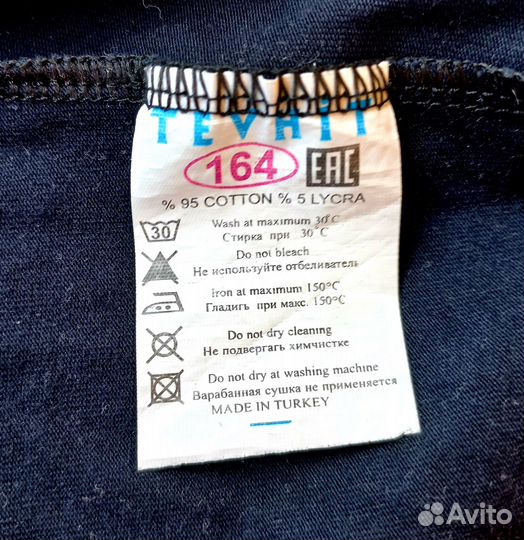 TEVHIT
164 EAC
% 95 COTTON % 5 LYCRA
30
Wash at maximum 30°C
Стирка при 30°C
Do not bleach
Не используйте отбеливатель
Iron at maximum 150°C
Гладить при макс. 150°C
Do not dry cleaning
Не подвергать химчистке
Do not dry at washing machine
Варабанная сушка не применяется
MADE IN TURKEY
Avito